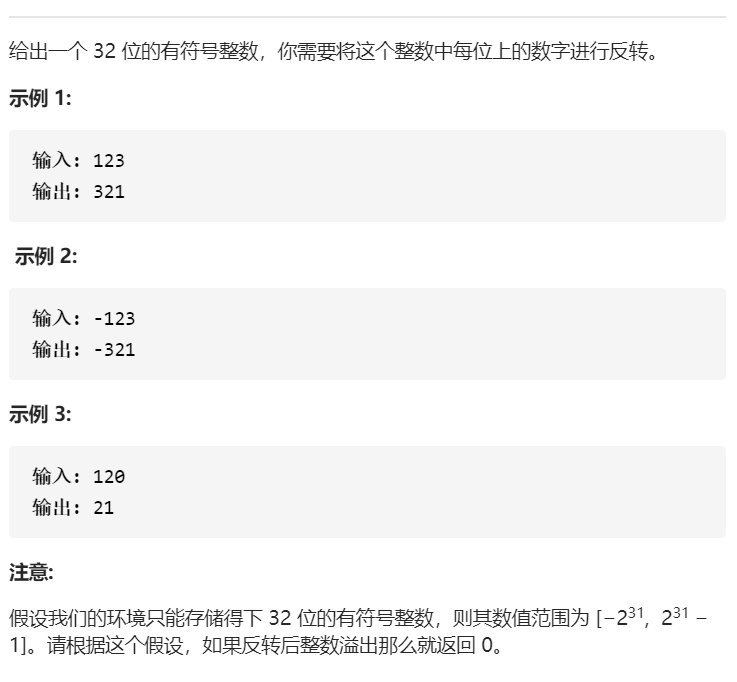 给出一个 32 位的有符号整数，你需要将这个整数中每位上的数字进行反转。
示例 1:
输入: 123
输出: 321
示例 2:
输入: -123
输出: -321
示例 3:
输入: 120
输出: 21
注意:
假设我们的环境只能存储得下 32 位的有符号整数，则其数值范围为 [−2³¹, 2³¹ −
1]。请根据这个假设，如果反转后整数溢出那么就返回 0。